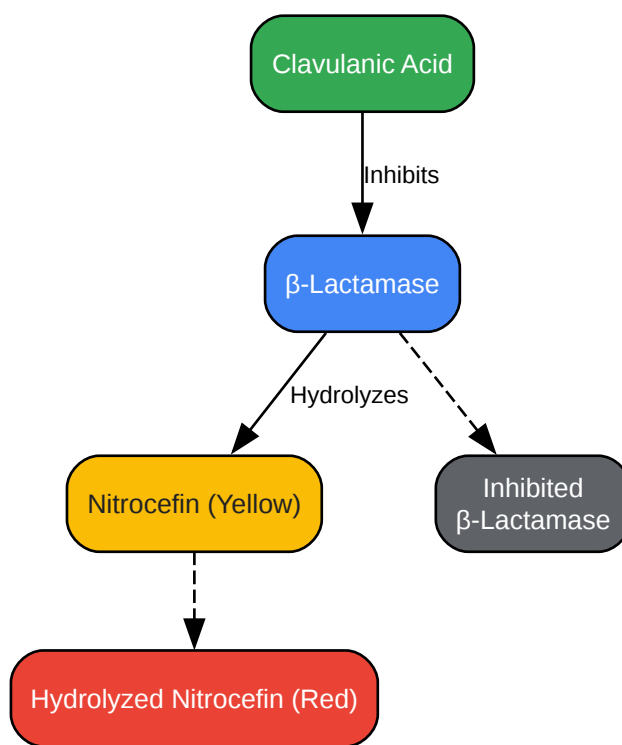 Clavulanic Acid
Inhibits
β-Lactamase
Hydrolyzes
Nitrocefin (Yellow)
Inhibited
β-Lactamase
Hydrolyzed Nitrocefin (Red)